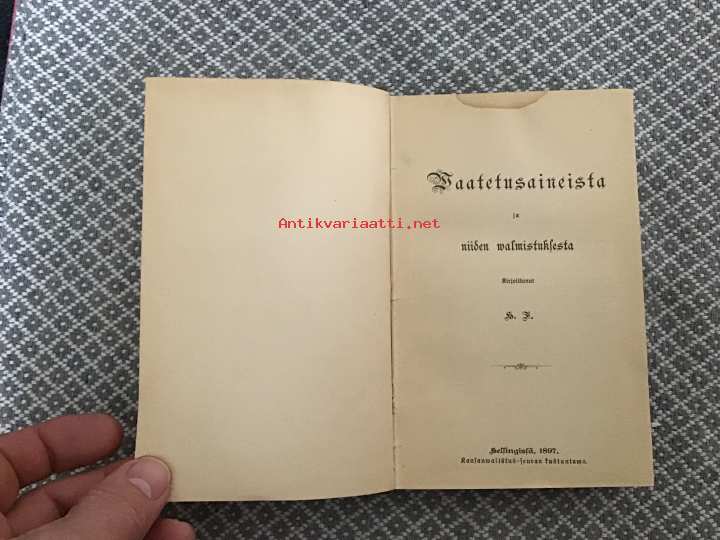 Antikvariaatti.net
Vaatetusaineista
ja
niiden walmistuksesta
Kirjoittanut
H. J.
Helsingissä, 1897.
Kansanwalistus-seuran kustantama.